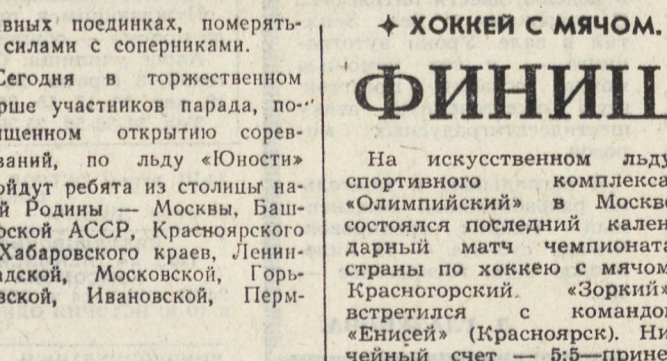 вных поединках, померять-
силами с соперниками.
Сегодня в торжественном
рше участников парада, по-
щенном открытию сорев-
ваний, по льду «Юности»
ойдут ребята из столицы на-
й Родины — Москвы, Баш-
рской АССР, Красноярского
Хабаровского краев, Ленин-
адской, Московской, Горь-
вской, Ивановской, Перм-
ХОККЕЙ С МЯЧОМ.
ФИНИШ
На искусственном льду
спортивного комплекса
«Олимпийский» в Москве
состоялся последний кален-
дарный матч чемпионата
страны по хоккею с мячом.
Красногорский «Зоркий»
встретился с командой
«Енисей» (Красноярск). Ни-
чейный счет — 5:5 — прине